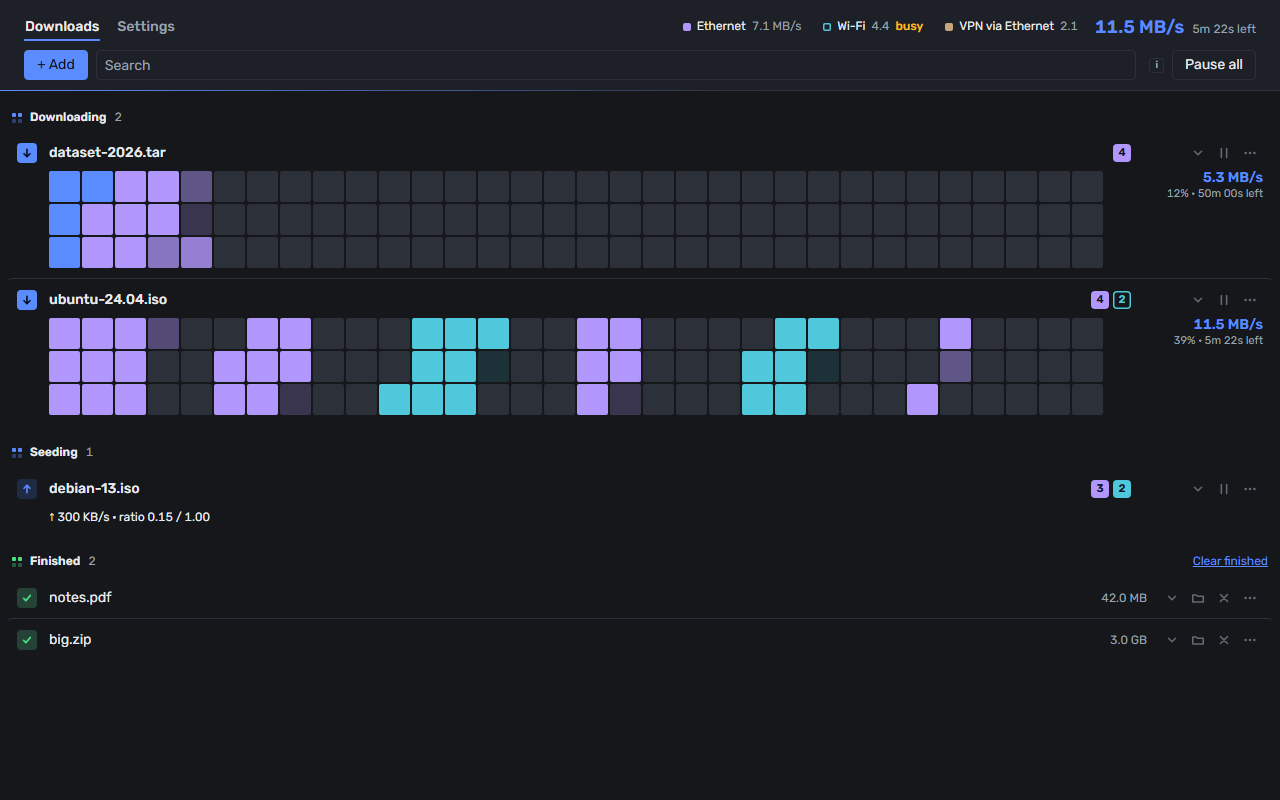 Downloads Settings Ethernet 7.1 MB/s Wi-Fi 4.4 busy VPN via Ethernet 2.1 11.5 MB/s 5m 22s left
+ Add Search i Pause all
Downloading 2
dataset-2026.tar 4
5.3 MB/s
12% • 50m 00s left
ubuntu-24.04.iso 4 2
11.5 MB/s
39% • 5m 22s left
Seeding 1
debian-13.iso 3 2
↑ 300 KB/s • ratio 0.15 / 1.00
Finished 2 Clear finished
notes.pdf 42.0 MB
big.zip 3.0 GB